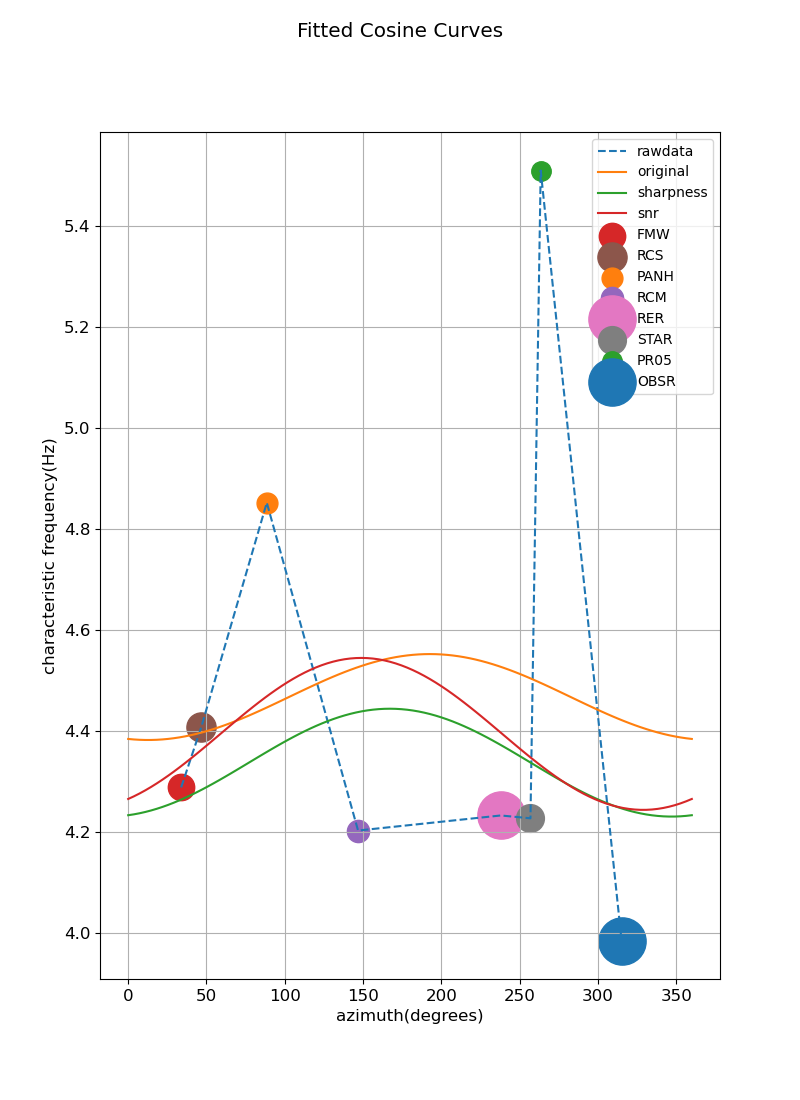 Fitted Cosine Curves
rawdata
original
sharpness
snr
FMW
RCS
PANH
RCM
RER
STAR
PR05
OBSR
characteristic frequency(Hz)
5.4
5.2
5.0
4.8
4.6
4.4
4.2
4.0
0 50 100 150 200 250 300 350
azimuth(degrees)